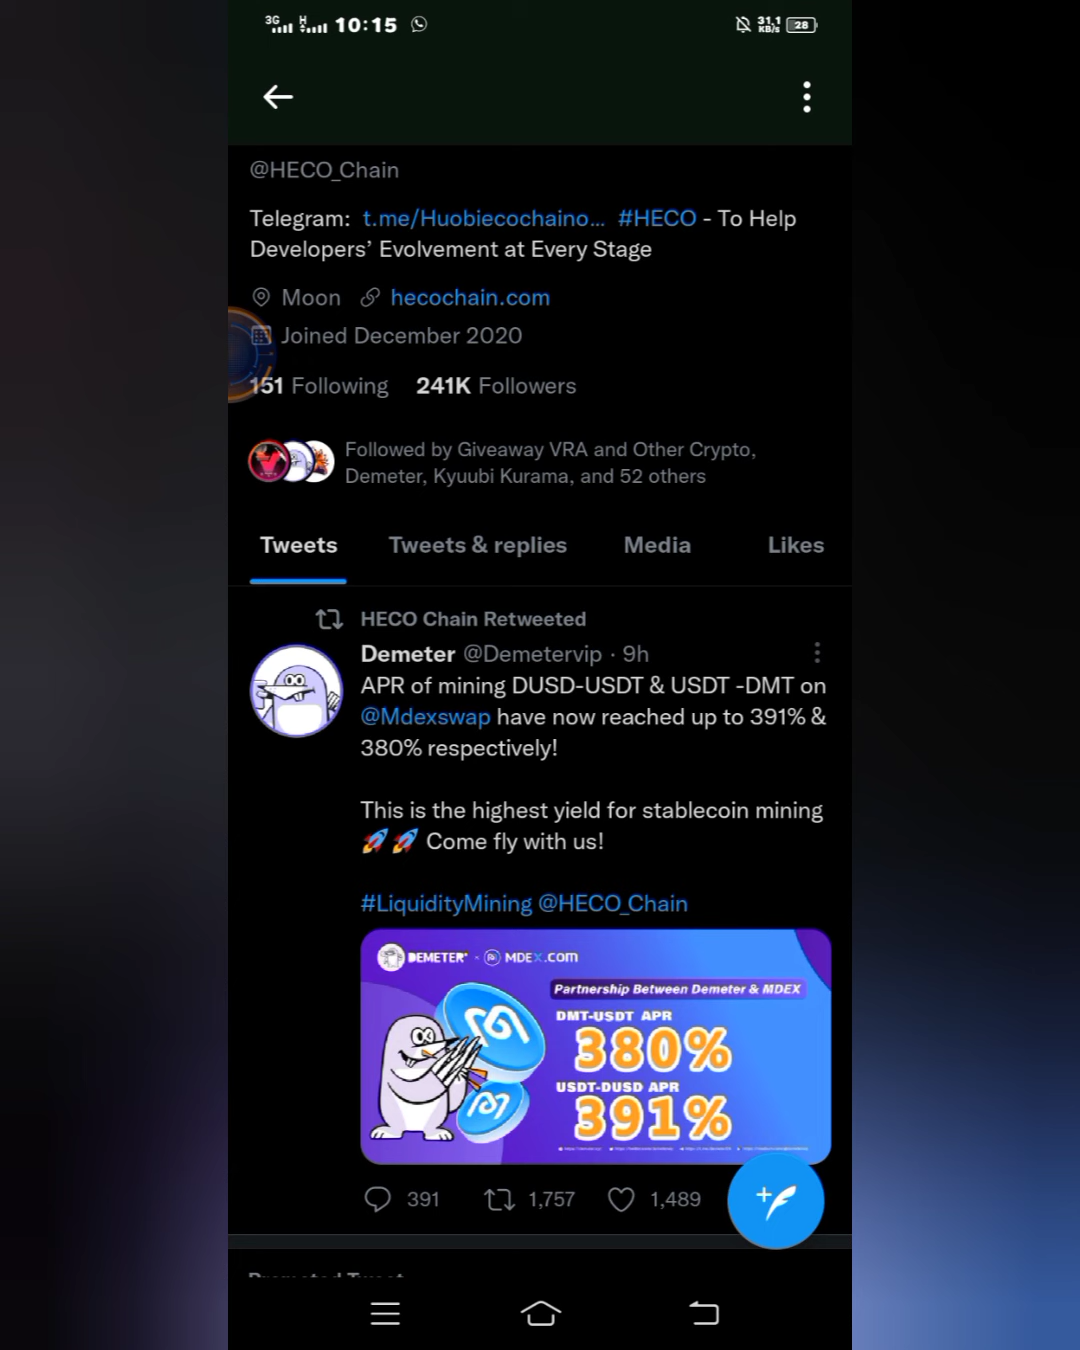 3G H 10:15 31,1 KB/s 28
@HECO_Chain
Telegram: t.me/Huobiecochaino... #HECO - To Help
Developers’ Evolvement at Every Stage
Moon hecochain.com
Joined December 2020
151 Following 241K Followers
Followed by Giveaway VRA and Other Crypto,
Demeter, Kyuubi Kurama, and 52 others
Tweets Tweets & replies Media Likes
HECO Chain Retweeted
Demeter @Demetervip · 9h
APR of mining DUSD-USDT & USDT -DMT on
@Mdexswap have now reached up to 391% &
380% respectively!
This is the highest yield for stablecoin mining
🚀 🚀 Come fly with us!
#LiquidityMining @HECO_Chain
DEMETER × MDEX.COM
Partnership Between Demeter & MDEX
DMT-USDT APR
380%
USDT-DUSD APR
391%
391 1,757 1,489
Promoted Tweet